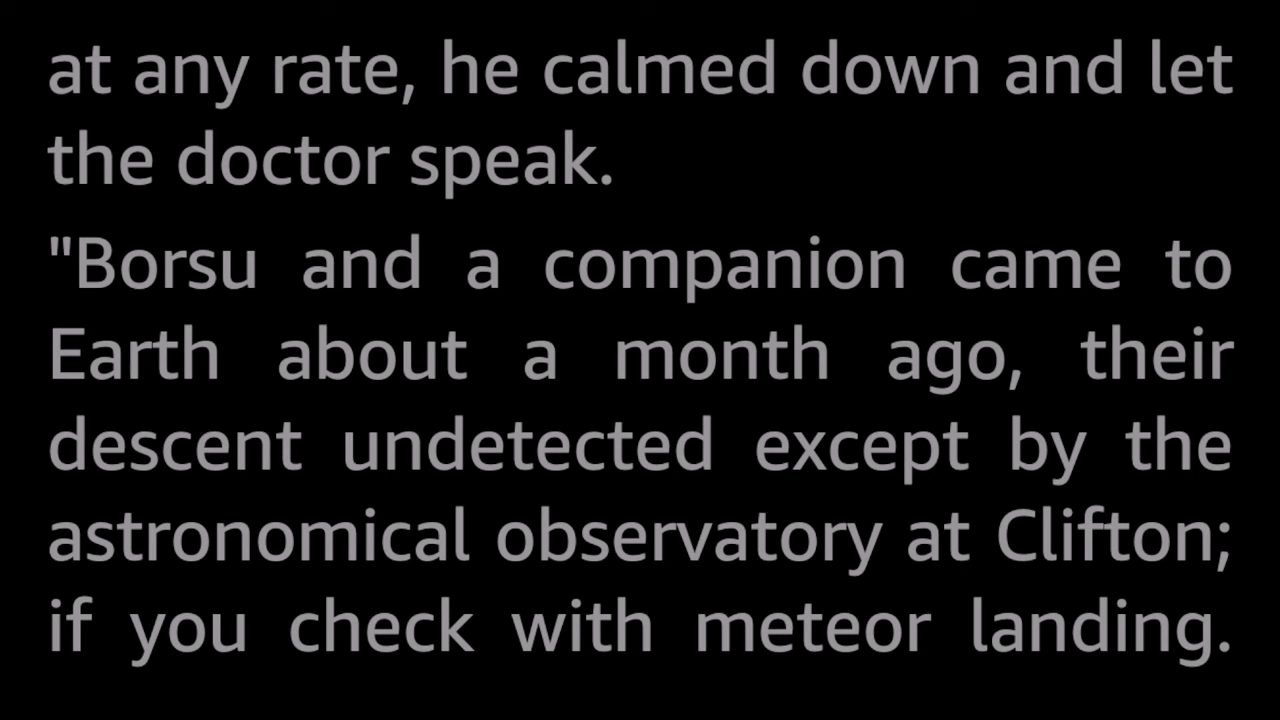 at any rate, he calmed down and let
the doctor speak.
"Borsu and a companion came to
Earth about a month ago, their
descent undetected except by the
astronomical observatory at Clifton;
if you check with meteor landing.